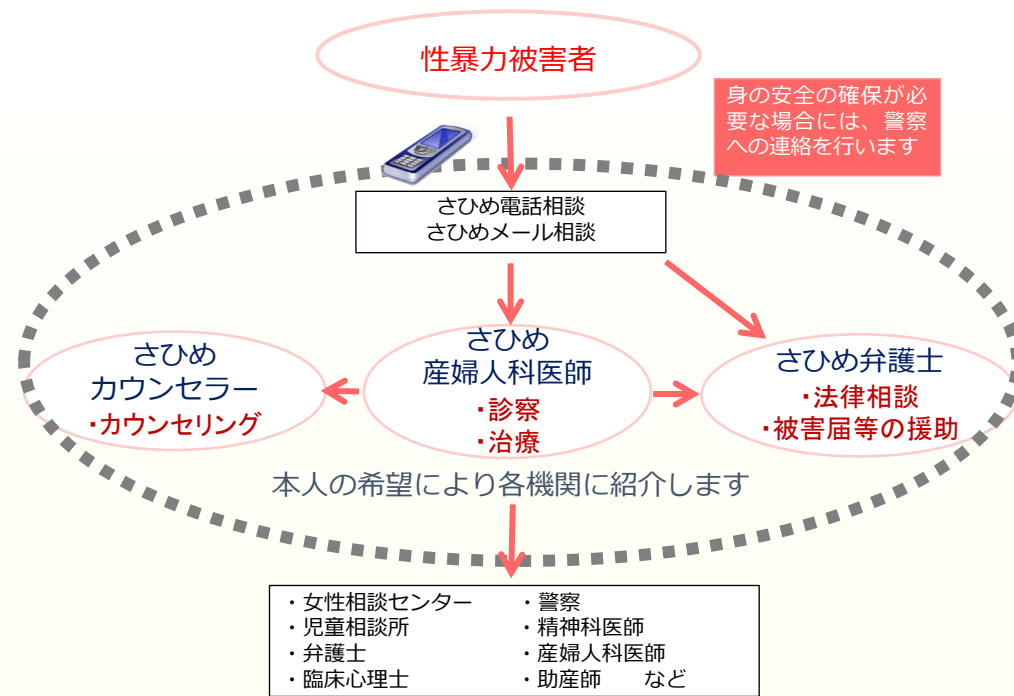 性暴力被害者
身の安全の確保が必
要な場合には、警察
への連絡を行います
さひめ電話相談
さひめメール相談
さひめ
カウンセラー
・カウンセリング
さひめ
産婦人科医師
・診察
・治療
さひめ弁護士
・法律相談
・被害届等の援助
本人の希望により各機関に紹介します
・女性相談センター ・警察
・児童相談所 ・精神科医師
・弁護士 ・産婦人科医師
・臨床心理士 ・助産師 など